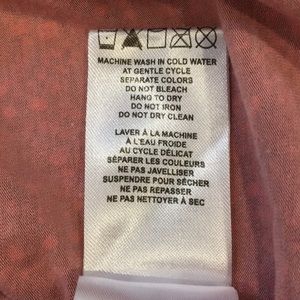 MACHINE WASH IN COLD WATER
AT GENTLE CYCLE
SEPARATE COLORS
DO NOT BLEACH
HANG TO DRY
DO NOT IRON
DO NOT DRY CLEAN
LAVER À LA MACHINE
À L'EAU FROIDE
AU CYCLE DÉLICAT
SÉPARER LES COULEURS
NE PAS JAVELLISER
SUSPENDRE POUR SÉCHER
NE PAS REPASSER
NE PAS NETTOYER À SEC